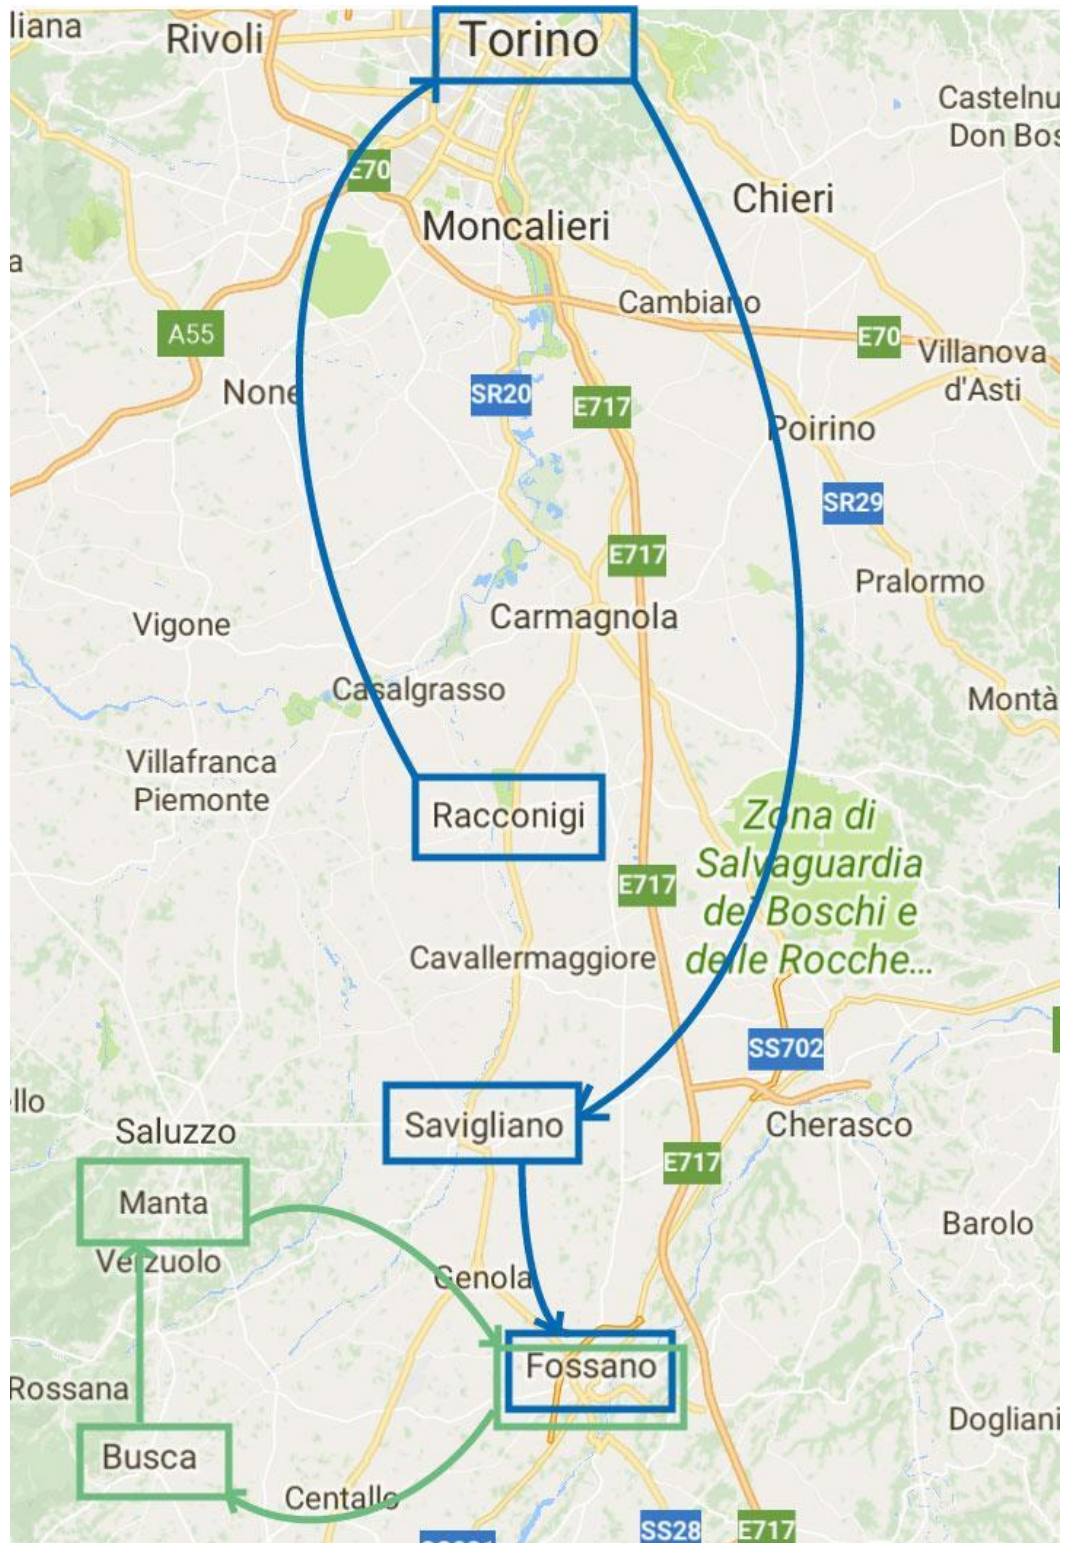 liana
Rivoli
Torino
Castelnu
Don Bos
E70
Chieri
Moncalieri
a
Cambiano
A55
E70
Villanova
d'Asti
None
SR20
E717
Poirino
SR29
E717
Pralormo
Carmagnola
Vigone
Casalgrasso
Montà
Villafranca
Piemonte
Racconigi
Zona di
Salvaguardia
dei Boschi e
delle Rocche...
E717
Cavallermaggiore
SS702
llo
Saluzzo
Savigliano
Cherasco
E717
Manta
Barolo
Verzuolo
Genola
Fossano
Rossana
Dogliani
Busca
Centallo
SS28
E717